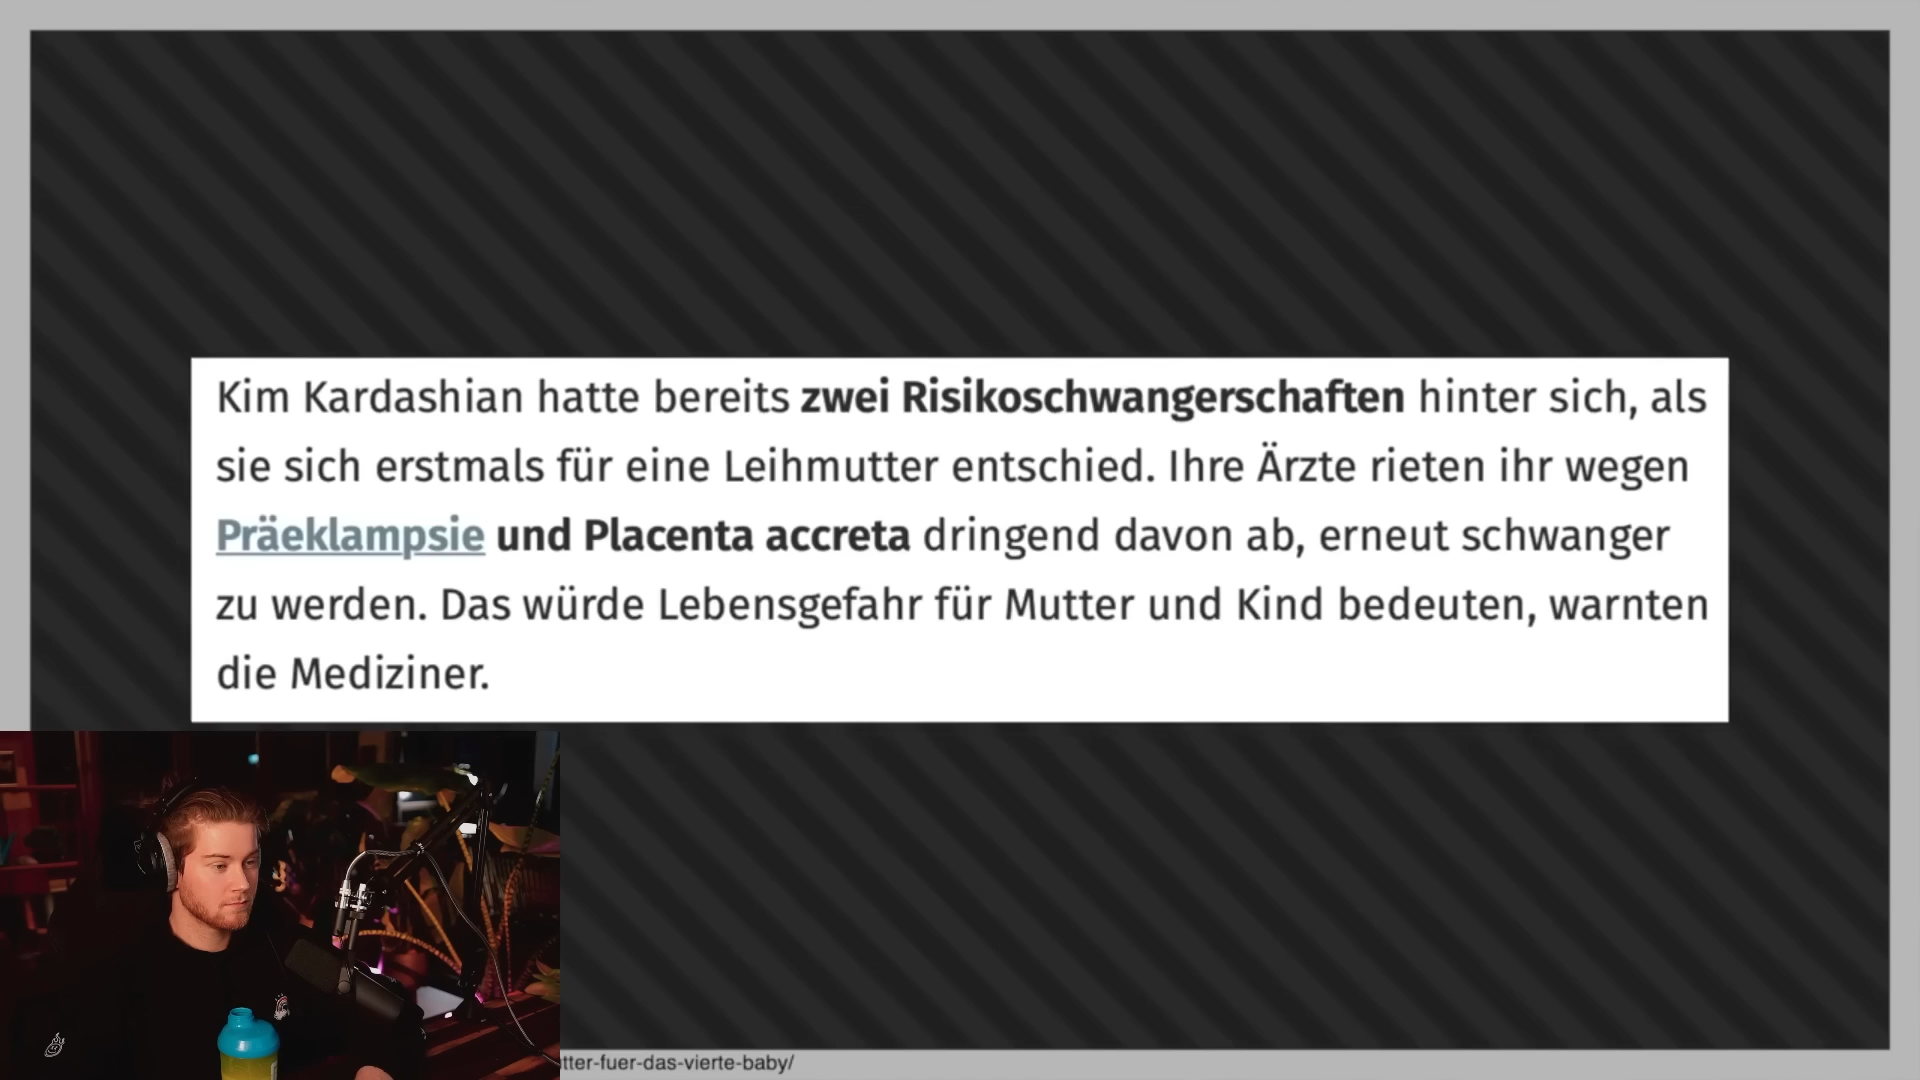 Kim Kardashian hatte bereits zwei Risikoschwangerschaften hinter sich, als
sie sich erstmals für eine Leihmutter entschied. Ihre Ärzte rieten ihr wegen
Präeklampsie und Placenta accreta dringend davon ab, erneut schwanger
zu werden. Das würde Lebensgefahr für Mutter und Kind bedeuten, warnten
die Mediziner.
tter-fuer-das-vierte-baby/